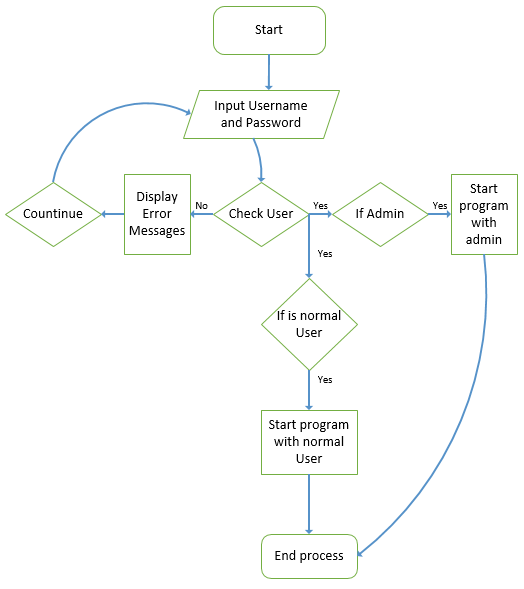 Start
Input Username
and Password
Countinue
Display
Error
Messages
No
Check User
Yes
If Admin
Yes
Start
program
with
admin
Yes
If is normal
User
Yes
Start program
with normal
User
End process